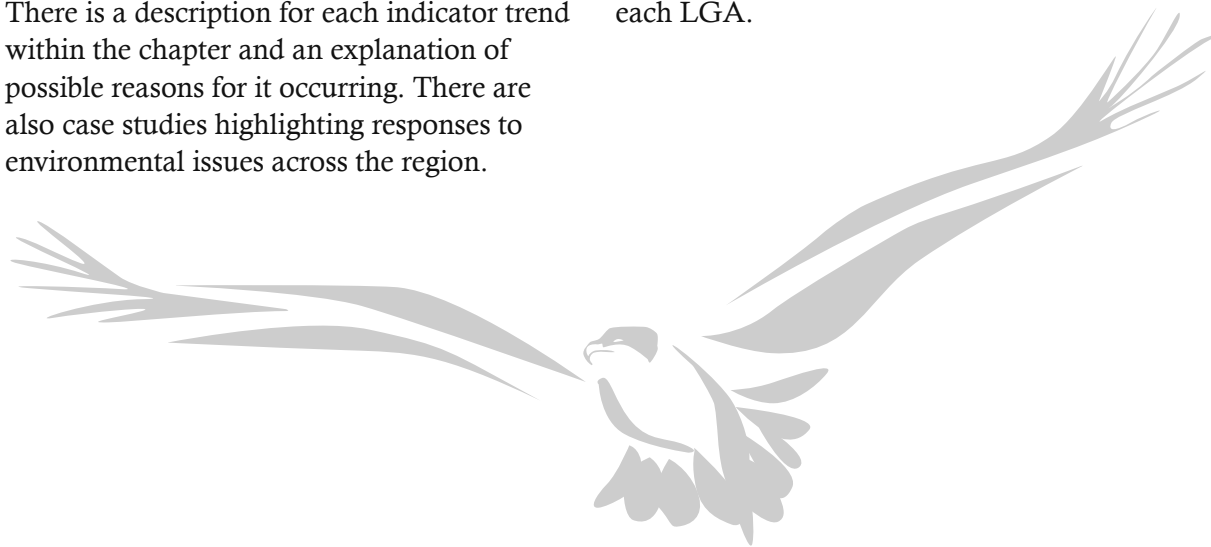 There is a description for each indicator trend
within the chapter and an explanation of
possible reasons for it occurring. There are
also case studies highlighting responses to
environmental issues across the region.
each LGA.